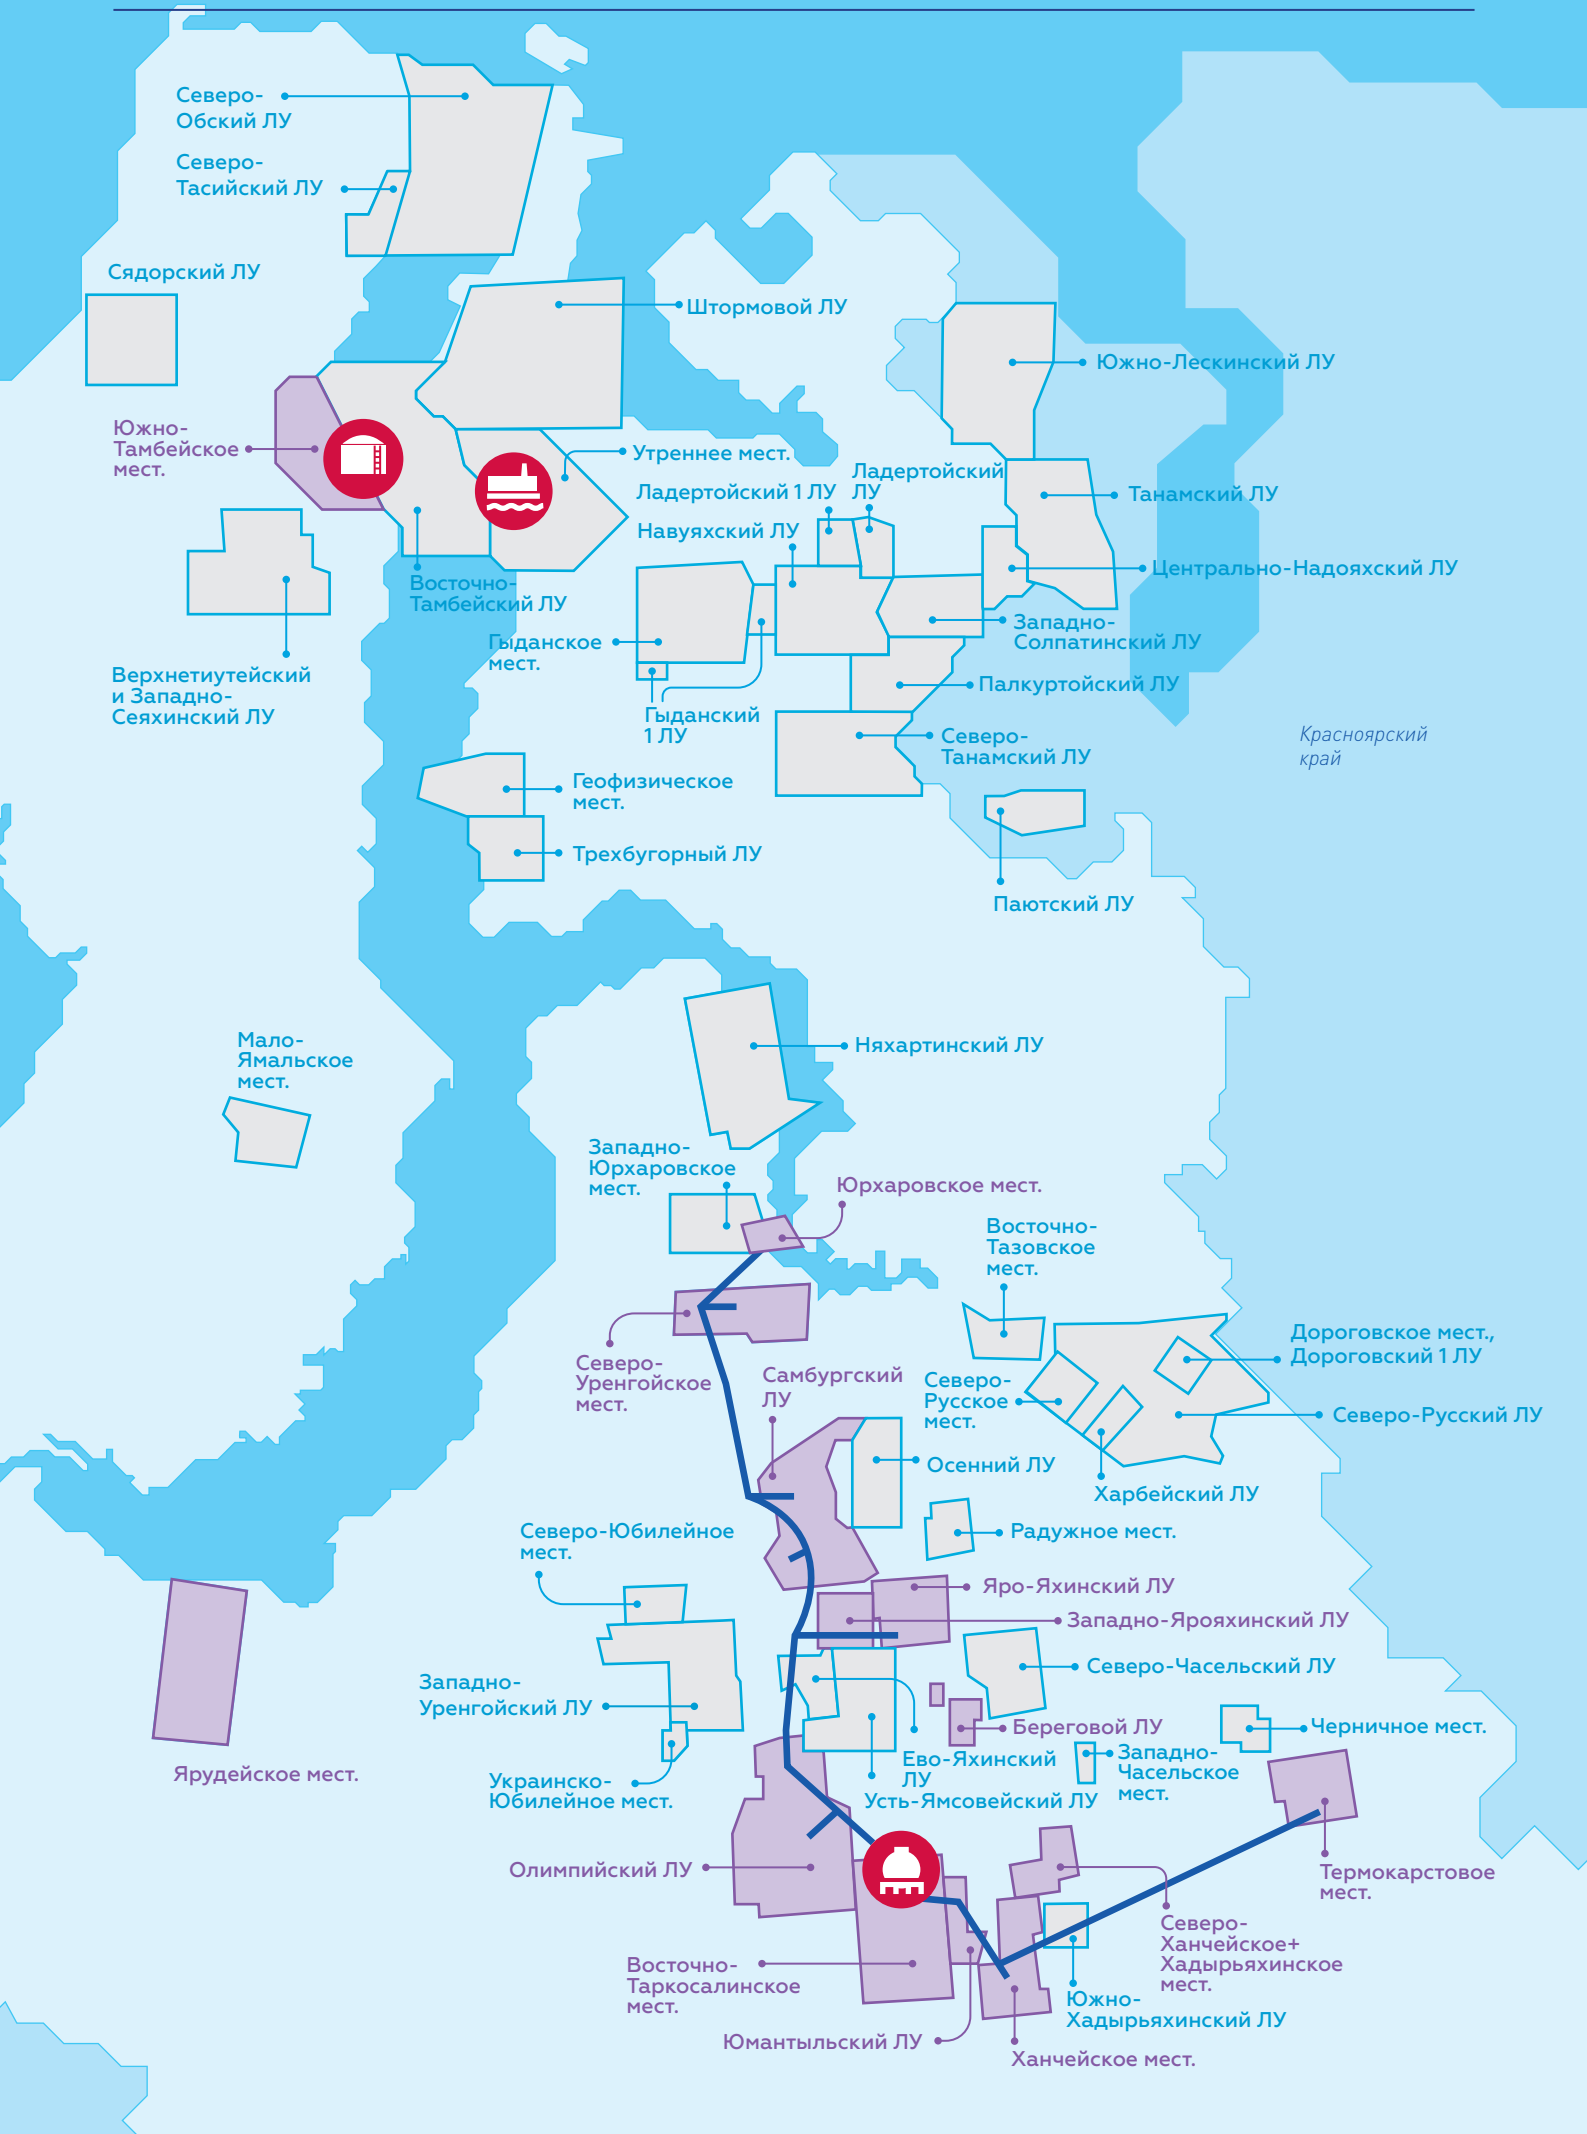 Северо-
Обский ЛУ
Северо-
Тасийский ЛУ
Сядорский ЛУ
Штормовой ЛУ
Южно-Лескинский ЛУ
Южно-
Тамбейское
мест.
Утреннее мест.
Ладертойский 1 ЛУ
Ладертойский
ЛУ
Танамский ЛУ
Навуяхский ЛУ
Центрально-Надояхский ЛУ
Восточно-
Тамбейский ЛУ
Гыданское
мест.
Западно-
Солпатинский ЛУ
Верхнетиутейский
и Западно-
Сеяхинский ЛУ
Палкуртойский ЛУ
Гыданский
1 ЛУ
Северо-
Танамский ЛУ
Красноярский
край
Геофизическое
мест.
Трехбугорный ЛУ
Паютский ЛУ
Мало-
Ямальское
мест.
Няхартинский ЛУ
Западно-
Юрхаровское
мест.
Юрхаровское мест.
Восточно-
Тазовское
мест.
Дороговское мест.,
Дороговский 1 ЛУ
Северо-
Уренгойское
мест.
Самбургский
ЛУ
Северо-
Русское
мест.
Северо-Русский ЛУ
Осенний ЛУ
Харбейский ЛУ
Северо-Юбилейное
мест.
Радужное мест.
Яро-Яхинский ЛУ
Западно-Ярояхинский ЛУ
Северо-Часельский ЛУ
Западно-
Уренгойский ЛУ
Береговой ЛУ
Черничное мест.
Ярудейское мест.
Украинско-
Юбилейное мест.
Ево-Яхинский
ЛУ
Западно-
Часельское
мест.
Усть-Ямсовейский ЛУ
Олимпийский ЛУ
Термокарстовое
мест.
Северо-
Ханчейское+
Хадырьяхинское
мест.
Восточно-
Таркосалинское
мест.
Южно-
Хадырьяхинский ЛУ
Юмантыльский ЛУ
Ханчейское мест.